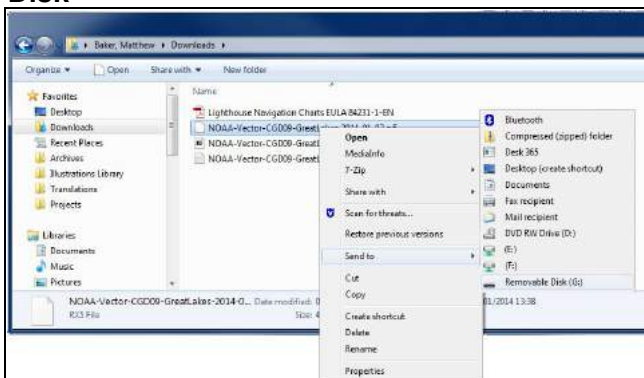 Disk
Baker, Matthew ▸ Downloads ▸
Organize ▾ Open Share with ▾ New folder
Name
Favorites
Desktop
Downloads
Recent Places
Archives
Illustrations Library
Translations
Projects
Libraries
Documents
Music
Pictures
Lighthouse Navigation Charts EULA 84231-1-EN
NOAA-Vector-CGD09-GreatLakes-2014-01-02
NOAA-Vector-CGD09-GreatL
NOAA-Vector-CGD09-GreatL
Open
MediaInfo
7-Zip
Share with
Scan for threats...
Restore previous versions
Send to
Cut
Copy
Create shortcut
Delete
Rename
Properties
Bluetooth
Compressed (zipped) folder
Desk 365
Desktop (create shortcut)
Documents
Fax recipient
Mail recipient
DVD RW Drive (D:)
(E:)
(F:)
Removable Disk (G:)
NOAA-Vector-CGD09-GreatLakes-2014-0... Date modified: 0
01/2014 13:38
Size: 4